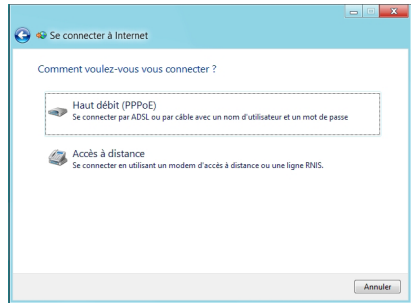 Se connecter à Internet
Comment voulez-vous vous connecter ?
Haut débit (PPPoE)
Se connecter par ADSL ou par câble avec un nom d'utilisateur et un mot de passe
Accès à distance
Se connecter en utilisant un modem d'accès à distance ou une ligne RNIS.
Annuler